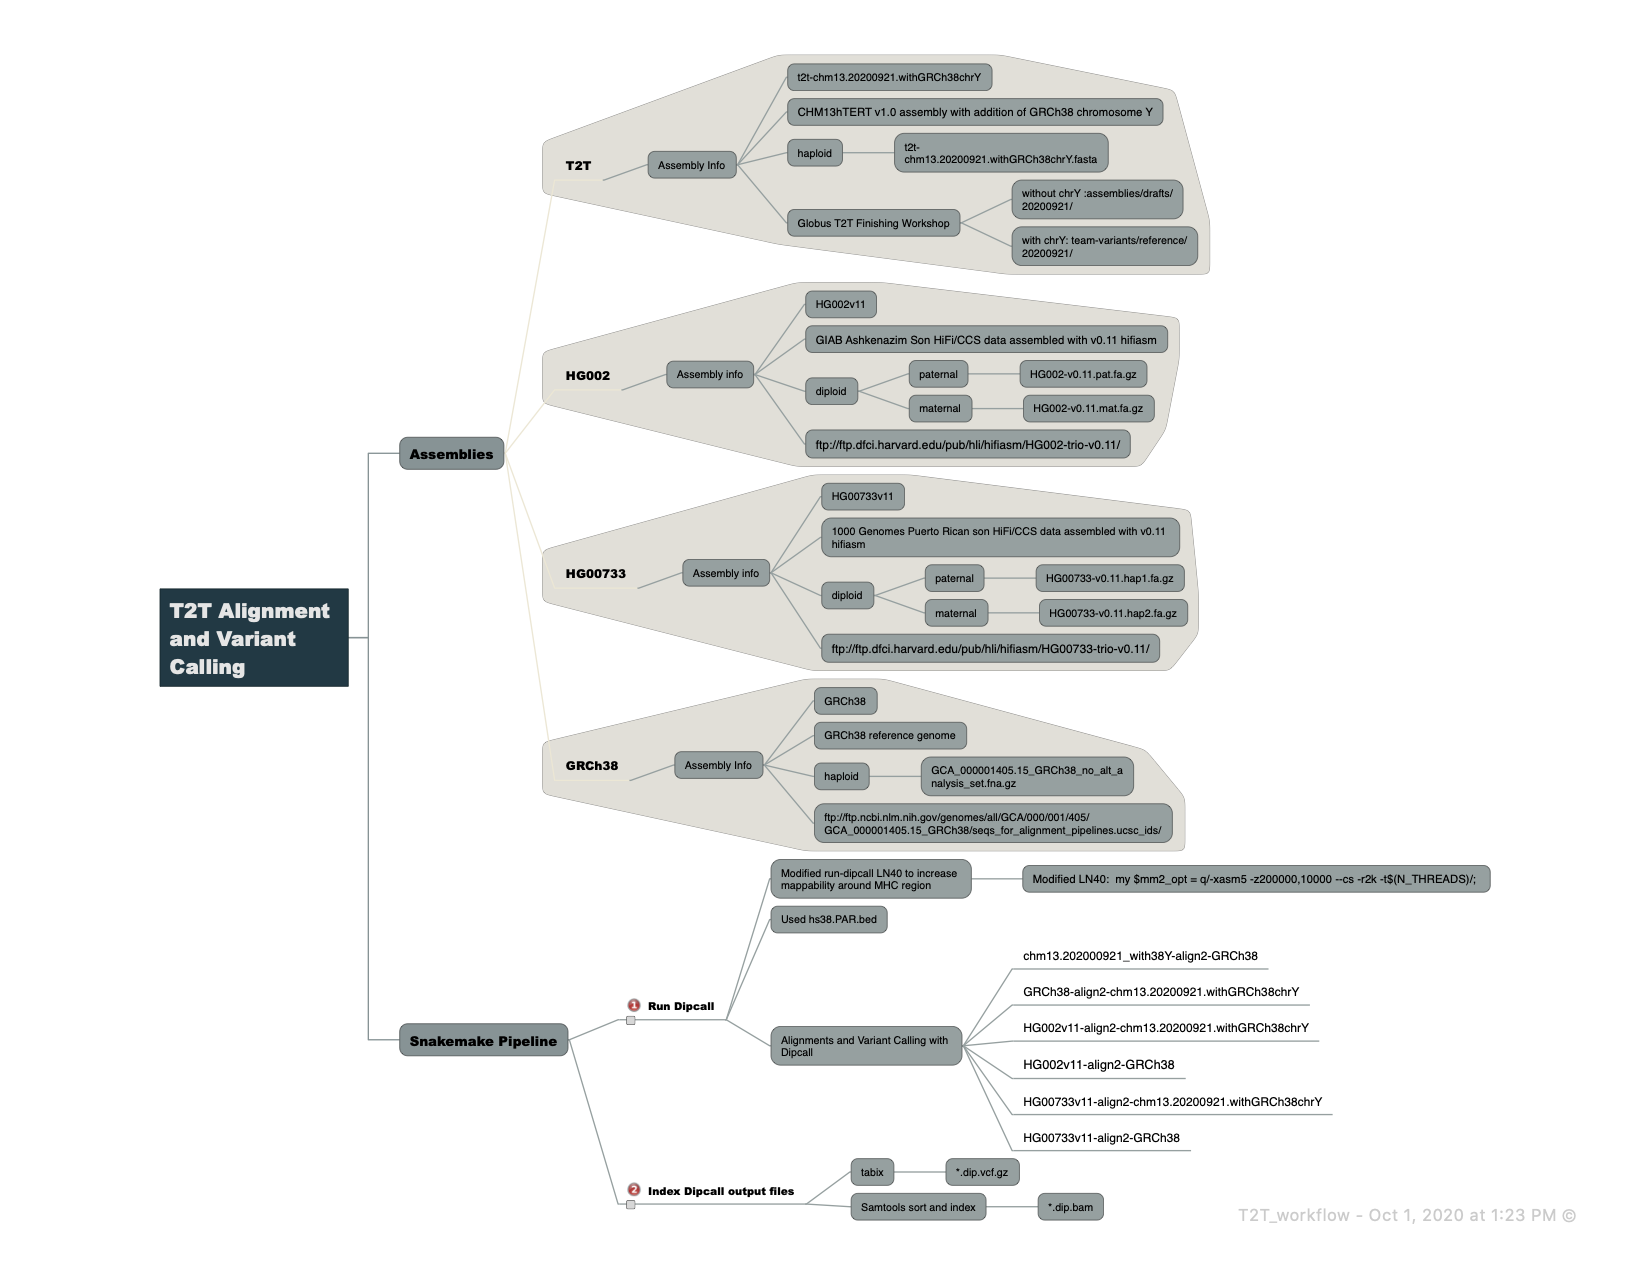 T2T Alignment
and Variant
Calling
Assemblies
T2T
Assembly Info
t2t-chm13.20200921.withGRCh38chrY
CHM13hTERT v1.0 assembly with addition of GRCh38 chromosome Y
haploid
t2t-
chm13.20200921.withGRCh38chrY.fasta
Globus T2T Finishing Workshop
without chrY :assemblies/drafts/
20200921/
with chrY: team-variants/reference/
20200921/
HG002
Assembly info
HG002v11
GIAB Ashkenazim Son HiFi/CCS data assembled with v0.11 hifiasm
diploid
paternal
HG002-v0.11.pat.fa.gz
maternal
HG002-v0.11.mat.fa.gz
ftp://ftp.dfci.harvard.edu/pub/hli/hifiasm/HG002-trio-v0.11/
HG00733
Assembly info
HG00733v11
1000 Genomes Puerto Rican son HiFi/CCS data assembled with v0.11
hifiasm
diploid
paternal
HG00733-v0.11.hap1.fa.gz
maternal
HG00733-v0.11.hap2.fa.gz
ftp://ftp.dfci.harvard.edu/pub/hli/hifiasm/HG00733-trio-v0.11/
GRCh38
Assembly Info
GRCh38
GRCh38 reference genome
haploid
GCA_000001405.15_GRCh38_no_alt_a
nalysis_set.fna.gz
ftp://ftp.ncbi.nlm.nih.gov/genomes/all/GCA/000/001/405/
GCA_000001405.15_GRCh38/seqs_for_alignment_pipelines.ucsc_ids/
Snakemake Pipeline
1 Run Dipcall
Modified run-dipcall LN40 to increase
mappability around MHC region
Modified LN40:  my $mm2_opt = q/-xasm5 -z200000,10000 --cs -r2k -t$(N_THREADS)/;
Used hs38.PAR.bed
Alignments and Variant Calling with
Dipcall
chm13.202000921_with38Y-align2-GRCh38
GRCh38-align2-chm13.20200921.withGRCh38chrY
HG002v11-align2-chm13.20200921.withGRCh38chrY
HG002v11-align2-GRCh38
HG00733v11-align2-chm13.20200921.withGRCh38chrY
HG00733v11-align2-GRCh38
2 Index Dipcall output files
tabix
*.dip.vcf.gz
Samtools sort and index
*.dip.bam
T2T_workflow - Oct 1, 2020 at 1:23 PM ©